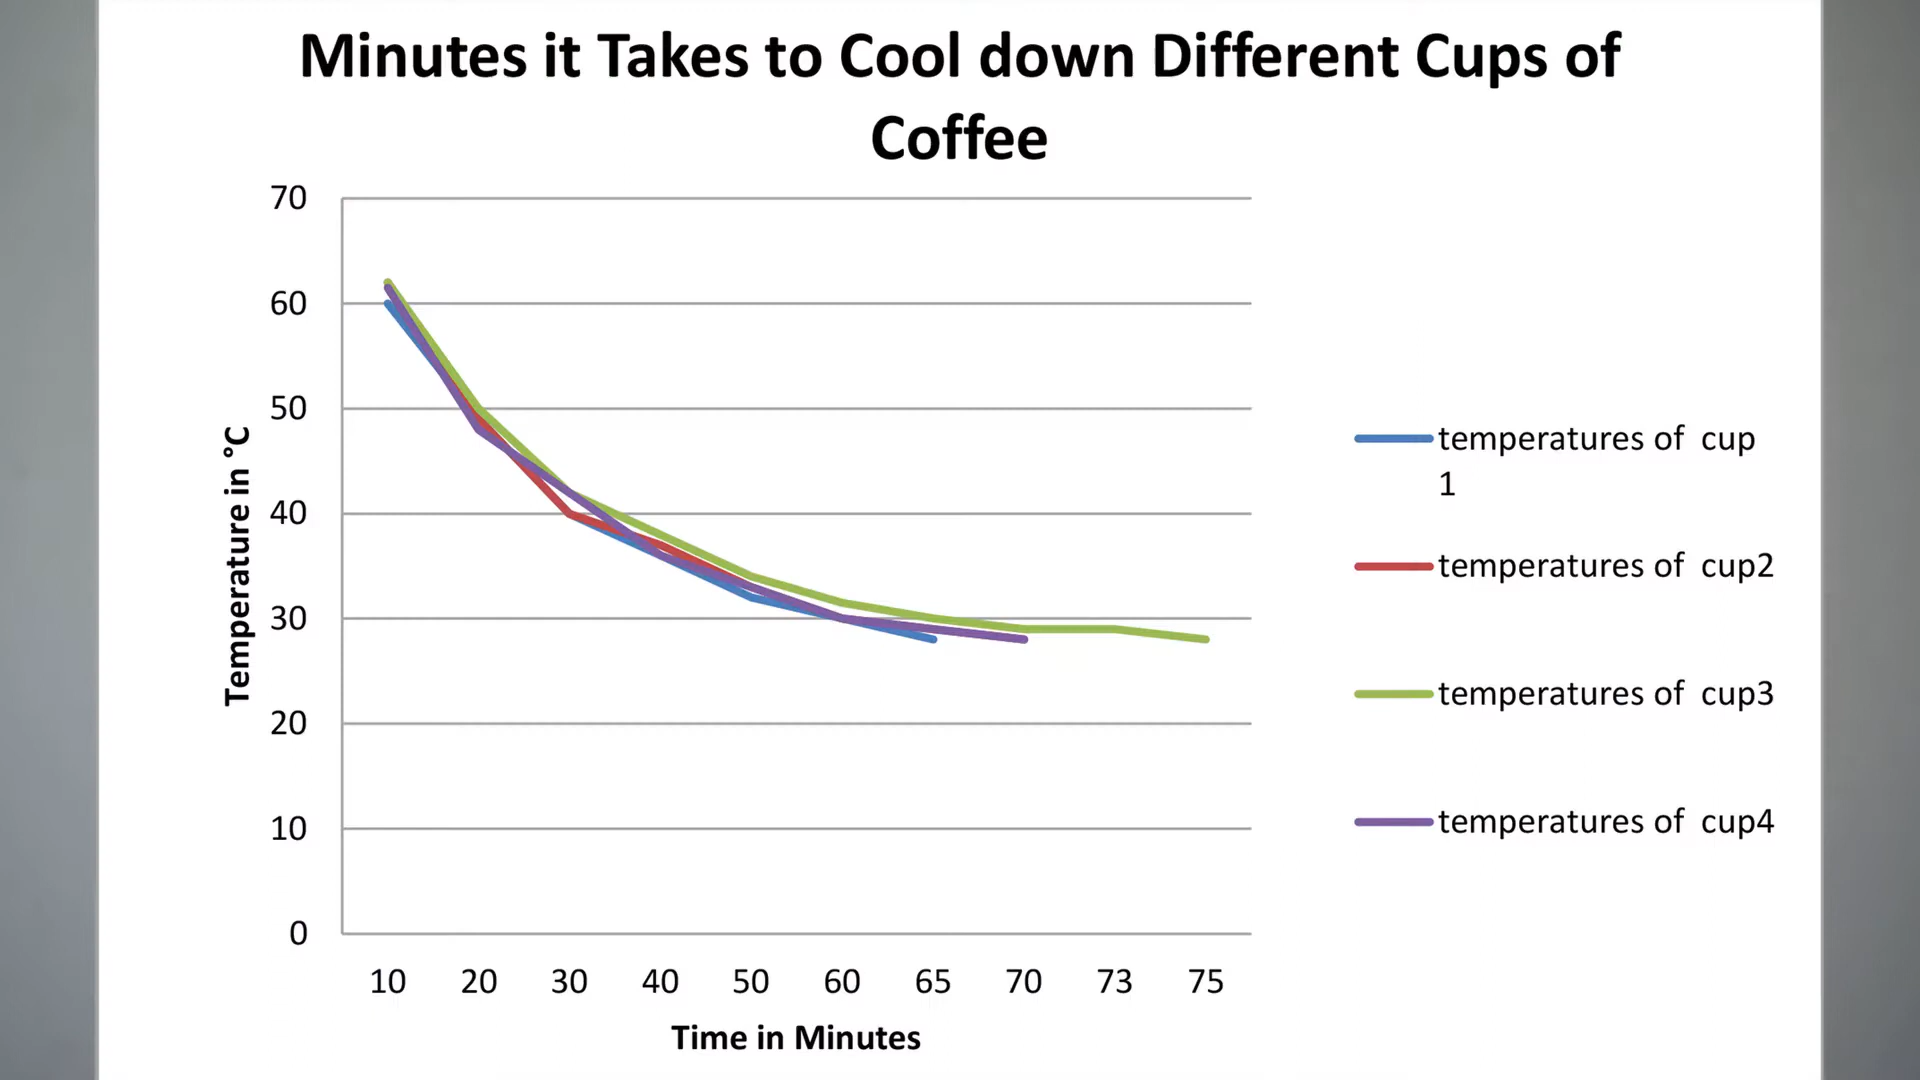 Minutes it Takes to Cool down Different Cups of
Coffee
70
60
50
40
30
20
10
0
Temperature in °C
10 20 30 40 50 60 65 70 73 75
Time in Minutes
temperatures of cup
1
temperatures of cup2
temperatures of cup3
temperatures of cup4